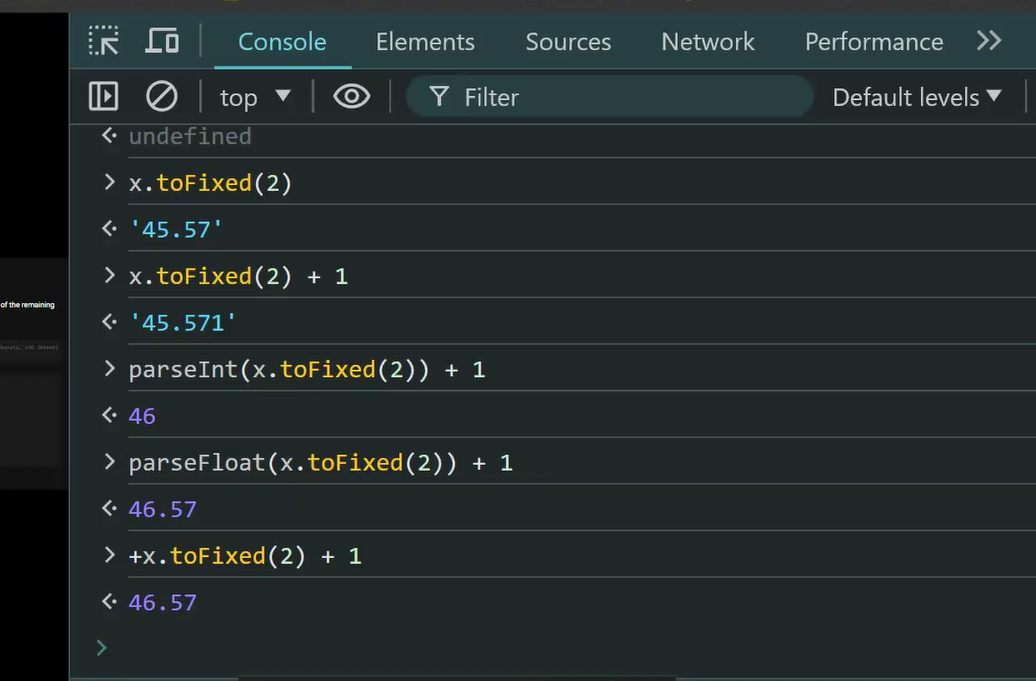 Console Elements Sources Network Performance
top Filter Default levels
undefined
> x.toFixed(2)
'45.57'
> x.toFixed(2) + 1
'45.571'
> parseInt(x.toFixed(2)) + 1
46
> parseFloat(x.toFixed(2)) + 1
46.57
> +x.toFixed(2) + 1
46.57
>
of the remaining